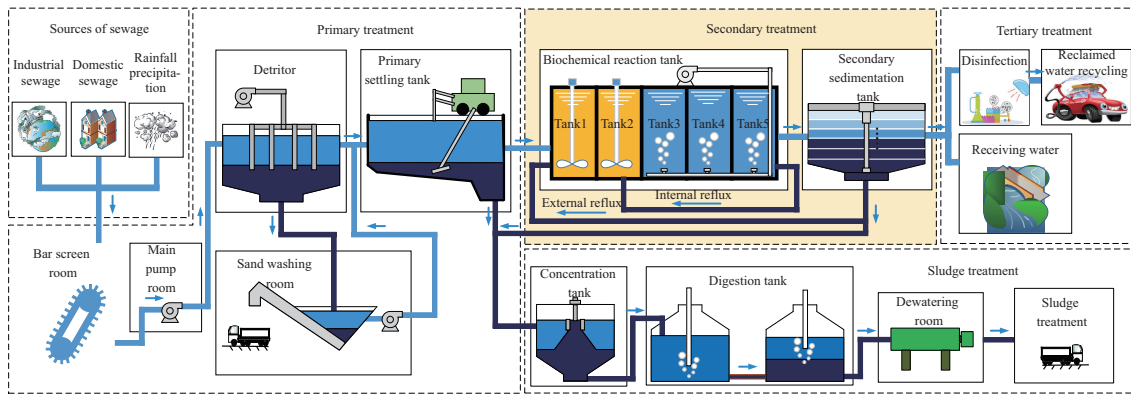 Sources of sewage
Industrial
sewage
Domestic
sewage
Rainfall
precipita-
tion
Bar screen
room
Main
pump
room
Primary treatment
Detritor
Primary
settling tank
Sand washing
room
Secondary treatment
Biochemical reaction tank
Tank1
Tank2
Tank3
Tank4
Tank5
Secondary
sedimentation
tank
External reflux
Internal reflux
Tertiary treatment
Disinfection
Reclaimed
water recycling
Receiving water
Sludge treatment
Concentration
tank
Digestion tank
Dewatering
room
Sludge
treatment